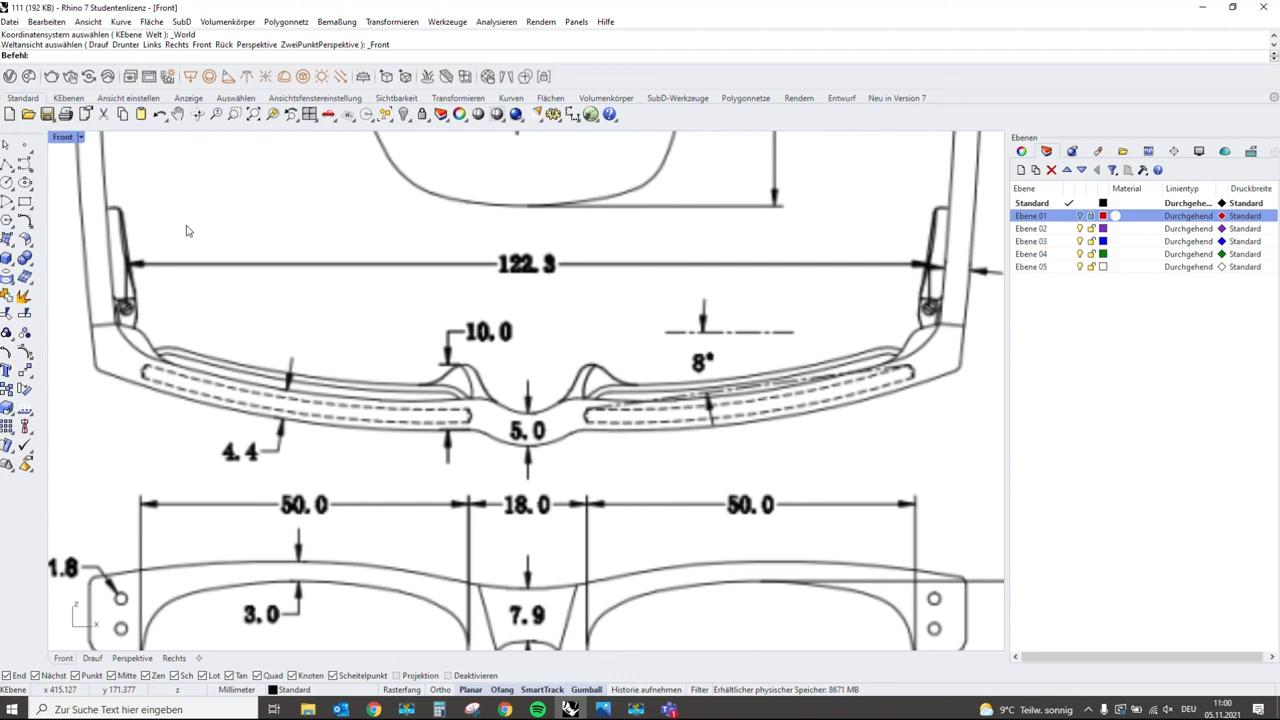 111 (192 KB) - Rhino 7 Studentenlizenz - [Front]
Datei Bearbeiten Ansicht Kurve Fläche SubD Volumenkörper Polygonnetz Bemaßung Transformieren Werkzeuge Analysieren Rendern Panels Hilfe
Koordinatensystem auswählen ( KEbene Welt ): _World
Weltansicht auswählen ( Drauf Drunter Links Rechts Front Rück Perspektive ZweiPunktPerspektive ): _Front
Befehl:
Standard KEbenen Ansicht einstellen Anzeige Auswählen Ansichtsfenstereinstellung Sichtbarkeit Transformieren Kurven Flächen Volumenkörper SubD-Werkzeuge Polygonnetze Rendern Entwurf Neu in Version 7
Front
Ebenen
Ebene Material Linientyp Druckbreite
Standard Durchgehe... Standard
Ebene 01 Durchgehend Standard
Ebene 02 Durchgehend Standard
Ebene 03 Durchgehend Standard
Ebene 04 Durchgehend Standard
Ebene 05 Durchgehend Standard
122.3
10.0
8°
5.0
4.4
50.0 18.0 50.0
1.8
3.0
7.9
z
x
Front Drauf Perspektive Rechts
End Nächst Punkt Mitte Zen Sch Lot Tan Quad Knoten Scheitelpunkt Projektion Deaktivieren
KEbene x 415.127 y 171.377 z Millimeter Standard Rasterfang Ortho Planar Ofang SmartTrack Gumball Historie aufnehmen Filter Erhältlicher physischer Speicher: 8671 MB
Zur Suche Text hier eingeben
9°C Teilw. sonnig
DEU
11:00
05.11.2021